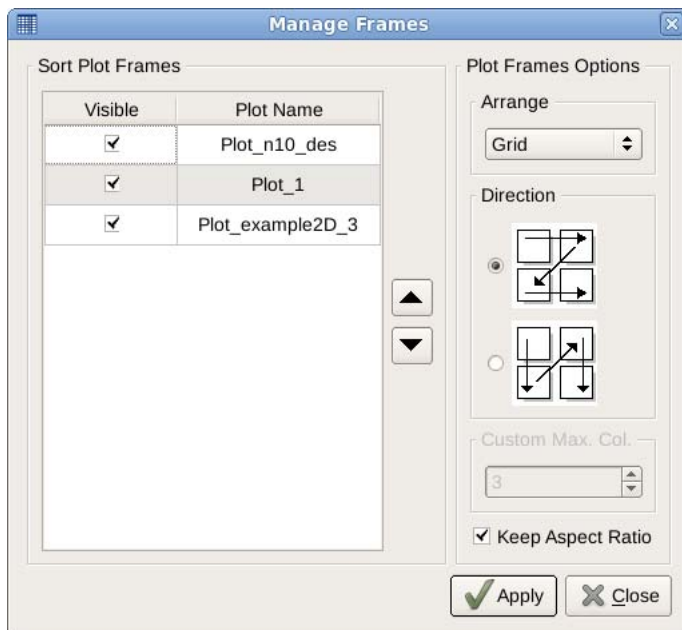 Manage Frames
Sort Plot Frames
Visible Plot Name
Plot_n10_des
Plot_1
Plot_example2D_3
Plot Frames Options
Arrange
Grid
Direction
Custom Max. Col.
3
Keep Aspect Ratio
Apply
Close